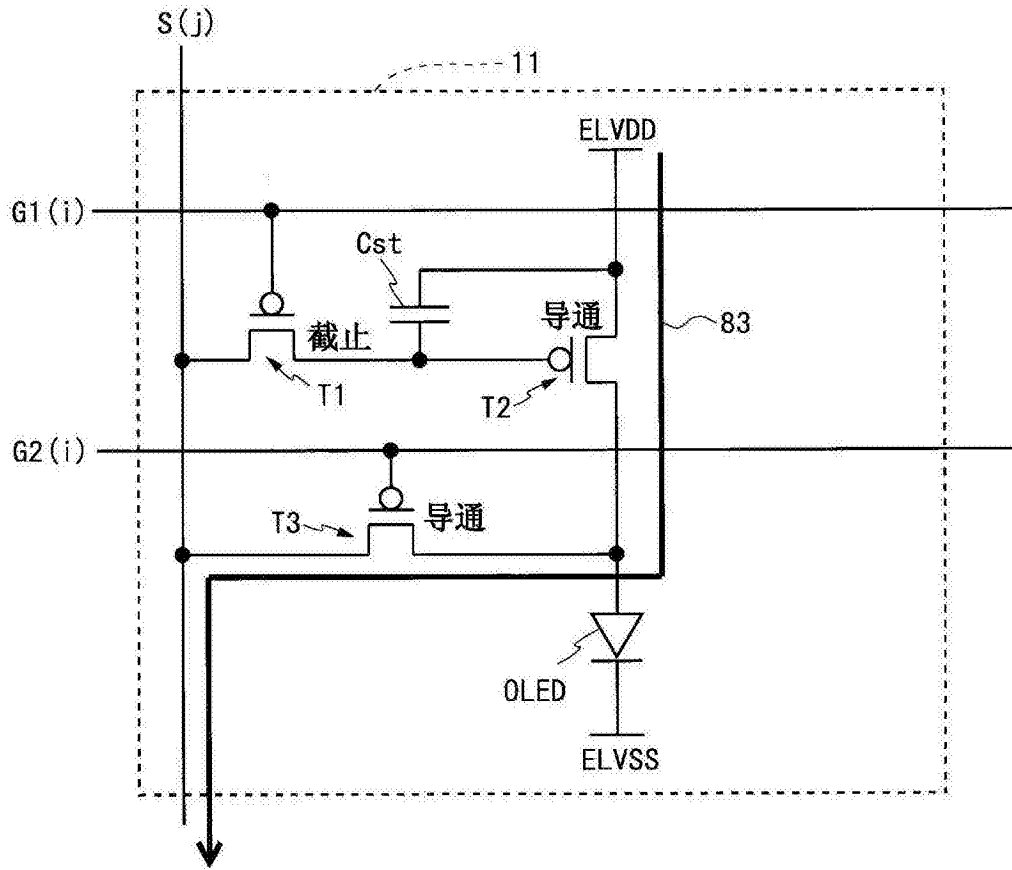 S(j)
11
ELVDD
G1(i)
Cst
导通
83
截止
T1
T2
G2(i)
T3
导通
OLED
ELVSS